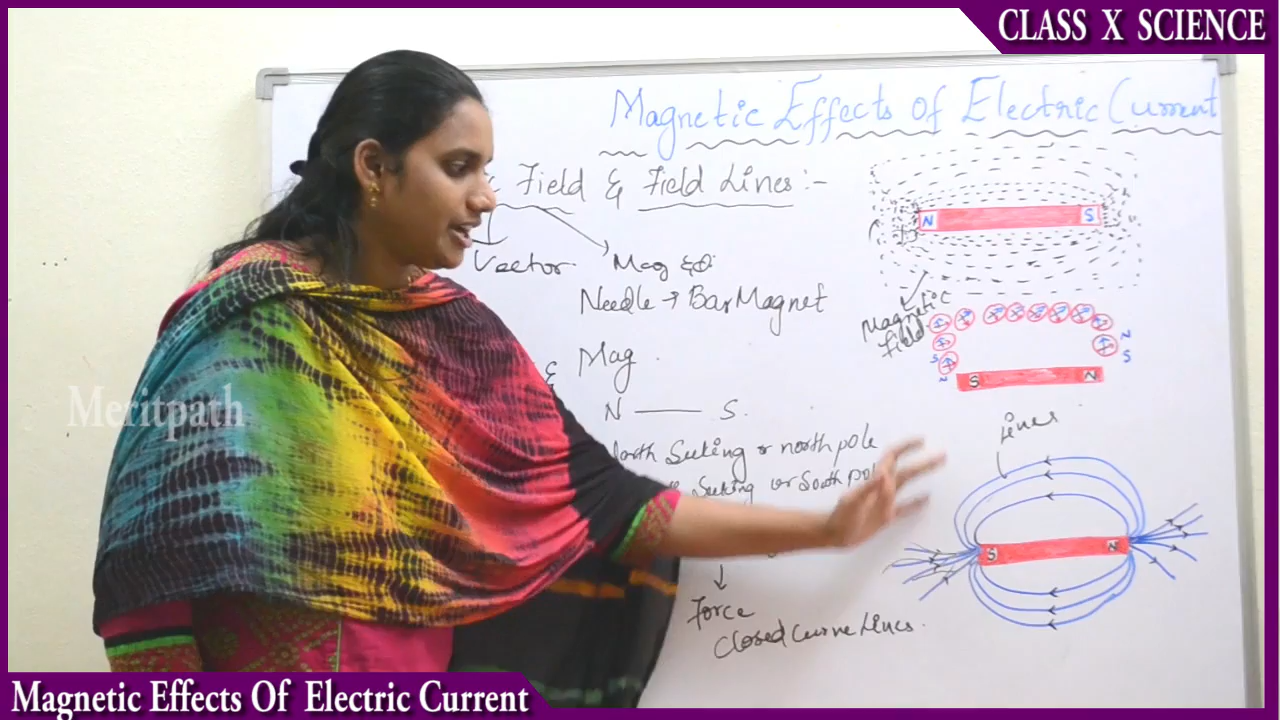 CLASS X SCIENCE
Magnetic Effects of Electric Current
Field & Field Lines :-
Vector Mag
Needle → Bar Magnet
Mag
N — S.
Seeking or north pole
Seeking or South pol
Force
Closed Curve Lines.
N S
Magnetic
field
N
S
S
N
S N
Lines
S N
Meritpath
Magnetic Effects Of Electric Current